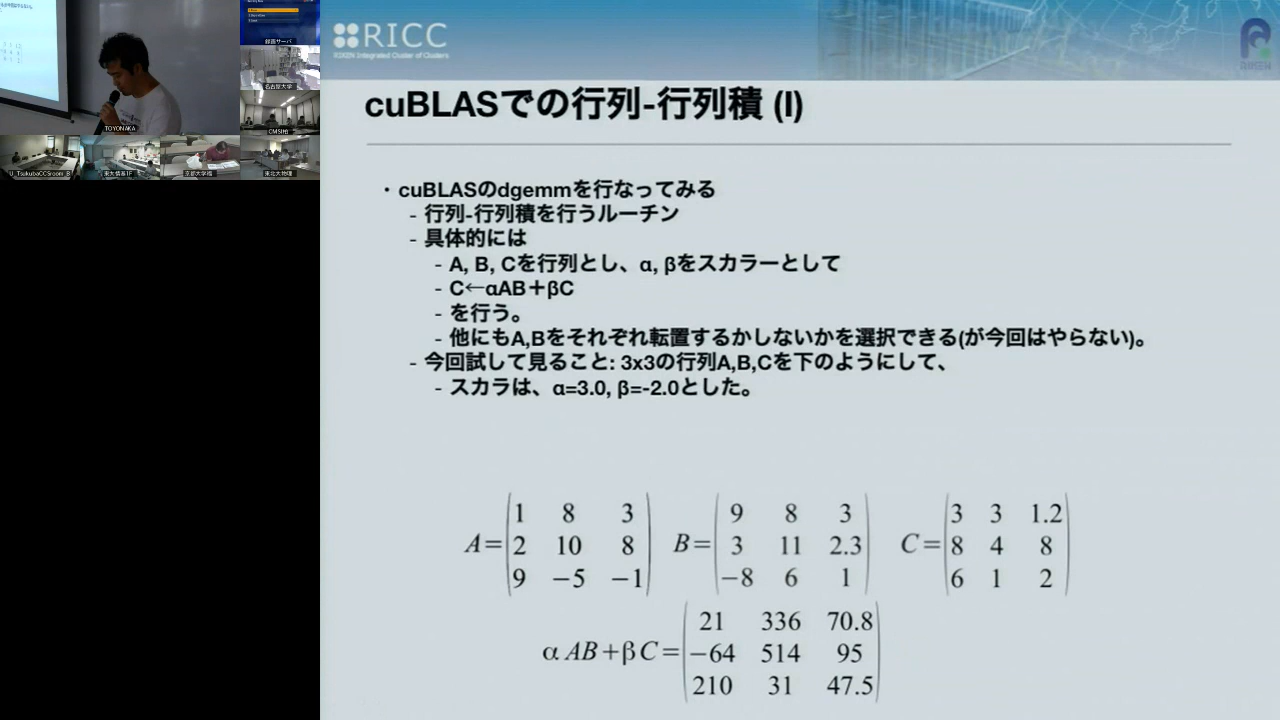 RICC
RIKEN Integrated Cluster of Clusters
cuBLASでの行列-行列積 (I)
・cuBLASのdgemmを行なってみる
- 行列-行列積を行うルーチン
- 具体的には
- A, B, Cを行列とし、α, βをスカラーとして
- C←αAB+βC
- を行う。
- 他にもA,Bをそれぞれ転置するかしないかを選択できる(が今回はやらない)。
- 今回試して見ること: 3x3の行列A,B,Cを下のようにして、
- スカラは、α=3.0, β=-2.0とした。
A= 1 8 3 2 10 8 9 −5 −1
B= 9 8 3 3 11 2.3 −8 6 1
C= 3 3 1.2 8 4 8 6 1 2
α AB+β C= 21 336 70.8 −64 514 95 210 31 47.5
TOYONAKA
名古屋大学
CMSI柏
U_TsukubaCCSroom_B
東北大物理